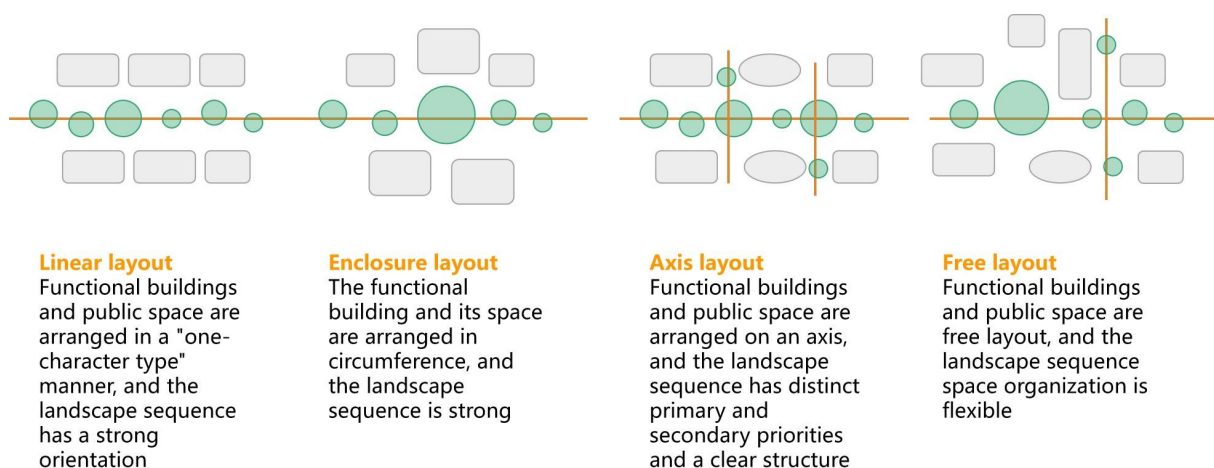 Linear layout
Functional buildings
and public space are
arranged in a "one-
character type"
manner, and the
landscape sequence
has a strong
orientation
Enclosure layout
The functional
building and its space
are arranged in
circumference, and
the landscape
sequence is strong
Axis layout
Functional buildings
and public space are
arranged on an axis,
and the landscape
sequence has distinct
primary and
secondary priorities
and a clear structure
Free layout
Functional buildings
and public space are
free layout, and the
landscape sequence
space organization is
flexible